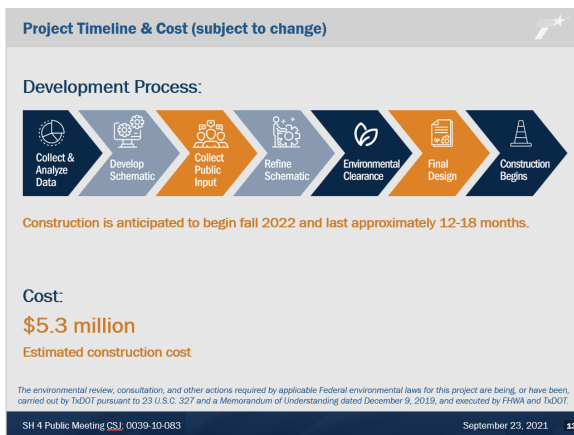 Project Timeline & Cost (subject to change)
Development Process:
Collect &
Analyze
Data
Develop
Schematic
Collect
Public
Input
Refine
Schematic
Environmental
Clearance
Final
Design
Construction
Begins
Construction is anticipated to begin fall 2022 and last approximately 12-18 months.
Cost:
$5.3 million
Estimated construction cost
The environmental review, consultation, and other actions required by applicable Federal environmental laws for this project are being, or have been,
carried out by TxDOT pursuant to 23 U.S.C. 327 and a Memorandum of Understanding dated December 9, 2019, and executed by FHWA and TxDOT.
SH 4 Public Meeting CSJ: 0039-10-083
September 23, 2021